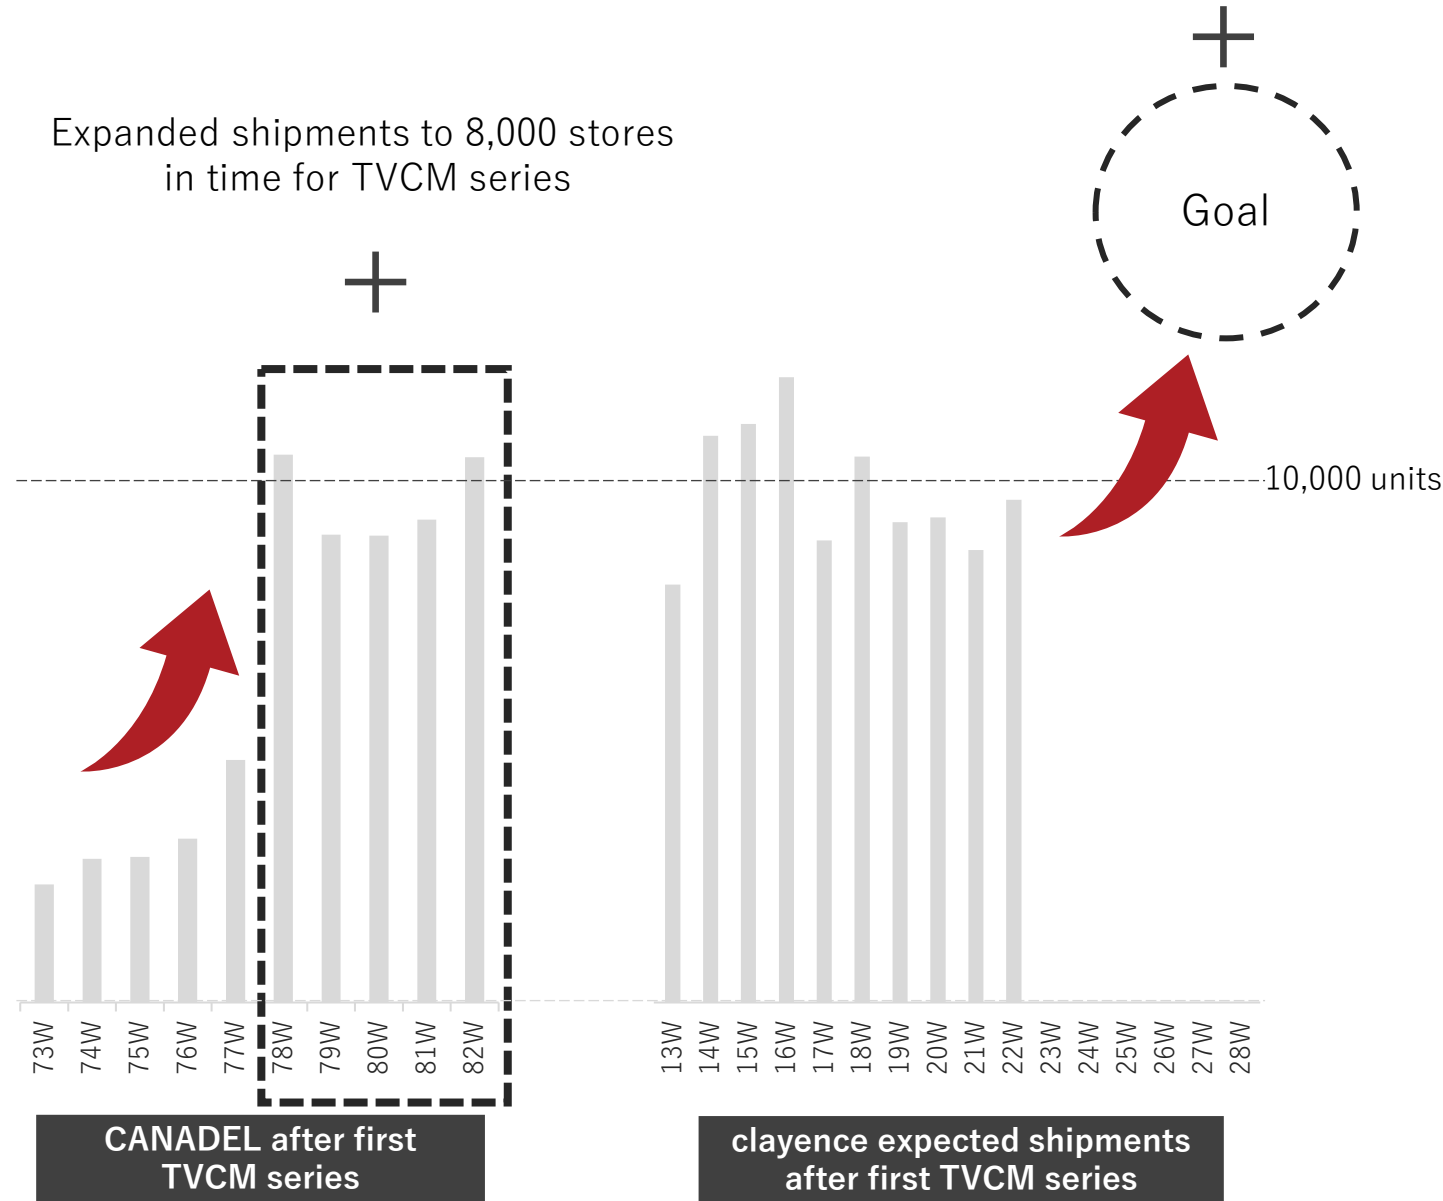 Expanded shipments to 8,000 stores
in time for TVCM series
Goal
10,000 units
73W
74W
75W
76W
77W
78W
79W
80W
81W
82W
13W
14W
15W
16W
17W
18W
19W
20W
21W
22W
23W
24W
25W
26W
27W
28W
CANADEL after first
TVCM series
clayence expected shipments
after first TVCM series